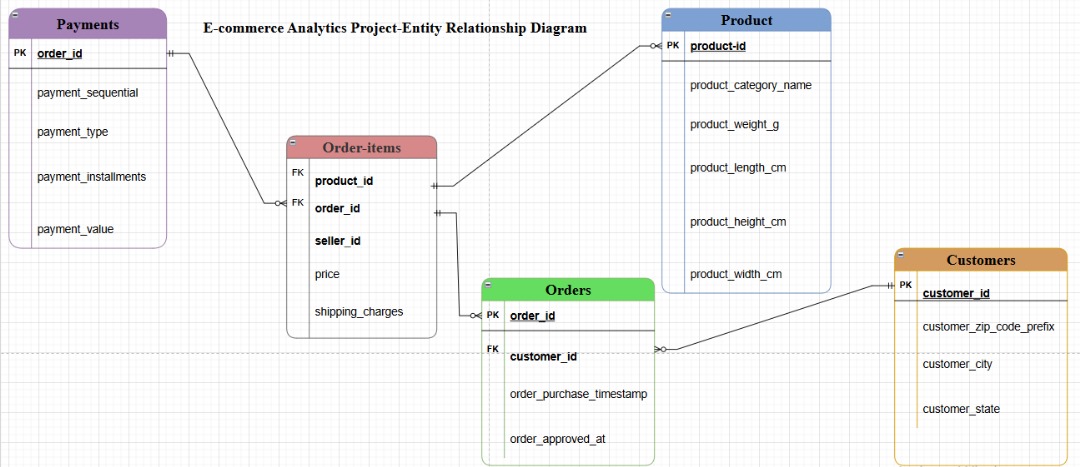 E-commerce Analytics Project-Entity Relationship Diagram
Payments
PK order_id
payment_sequential
payment_type
payment_installments
payment_value
Order-items
FK product_id
FK order_id
seller_id
price
shipping_charges
Product
PK product-id
product_category_name
product_weight_g
product_length_cm
product_height_cm
product_width_cm
Orders
PK order_id
FK customer_id
order_purchase_timestamp
order_approved_at
Customers
PK customer_id
customer_zip_code_prefix
customer_city
customer_state